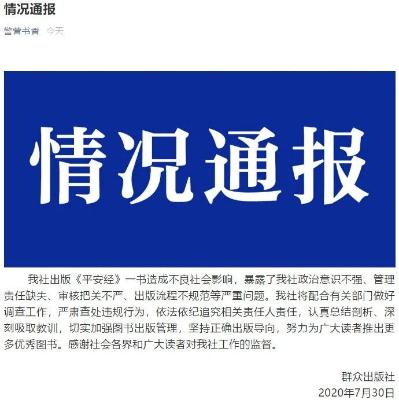 情况通报
警营书香 今天
情况通报
我社出版《平安经》一书造成不良社会影响，暴露了我社政治意识不强、管理
责任缺失、审核把关不严、出版流程不规范等严重问题。我社将配合有关部门做好
调查工作，严肃查处违规行为，依法依纪追究相关责任人责任，认真总结剖析、深
刻吸取教训，切实加强图书出版管理，坚持正确出版导向，努力为广大读者推出更
多优秀图书。感谢社会各界和广大读者对我社工作的监督。
群众出版社
2020年7月30日